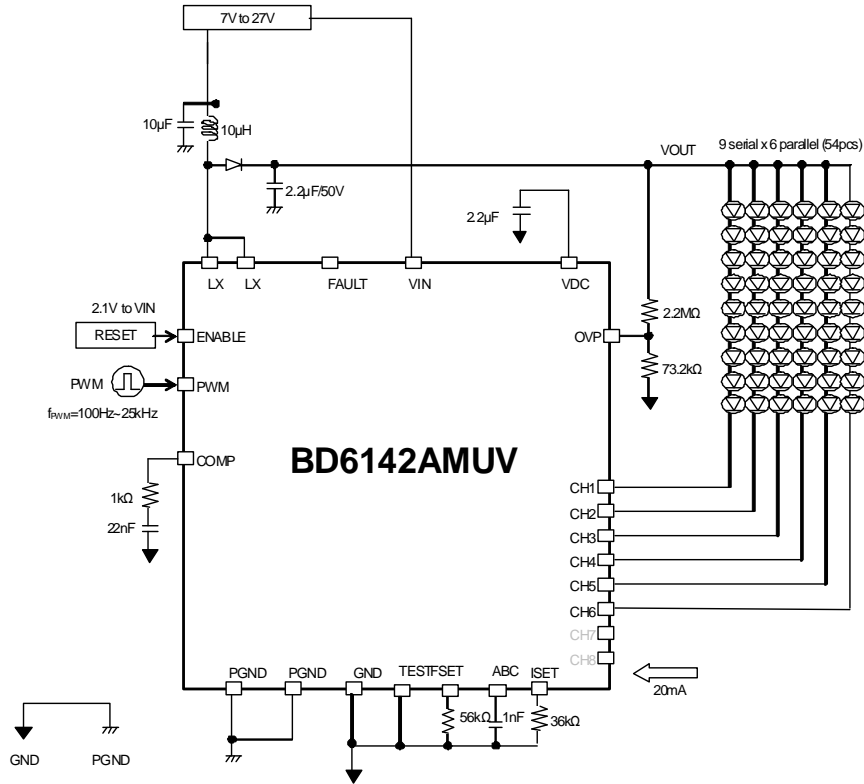 7V to 27V
10µF
10µH
VOUT
9 serial x 6 parallel (54pcs)
2.2µF/50V
2.2µF
LX
LX
FAULT
VIN
VDC
2.1V to VIN
RESET
ENABLE
2.2MΩ
OVP
73.2kΩ
PWM
PWM
fPWM=100Hz~25kHz
COMP
BD6142AMUV
1kΩ
22nF
CH1
CH2
CH3
CH4
CH5
CH6
CH7
CH8
20mA
PGND
PGND
GND
TEST
FSET
ABC
ISET
56kΩ
1nF
36kΩ
GND
PGND